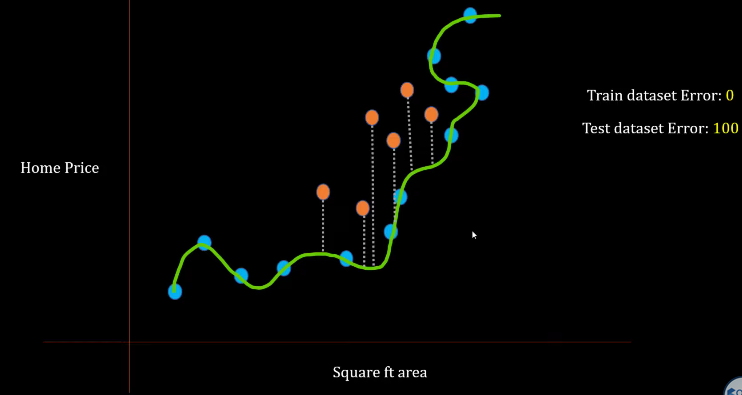 Train dataset Error: 0
Test dataset Error: 100
Home Price
Square ft area